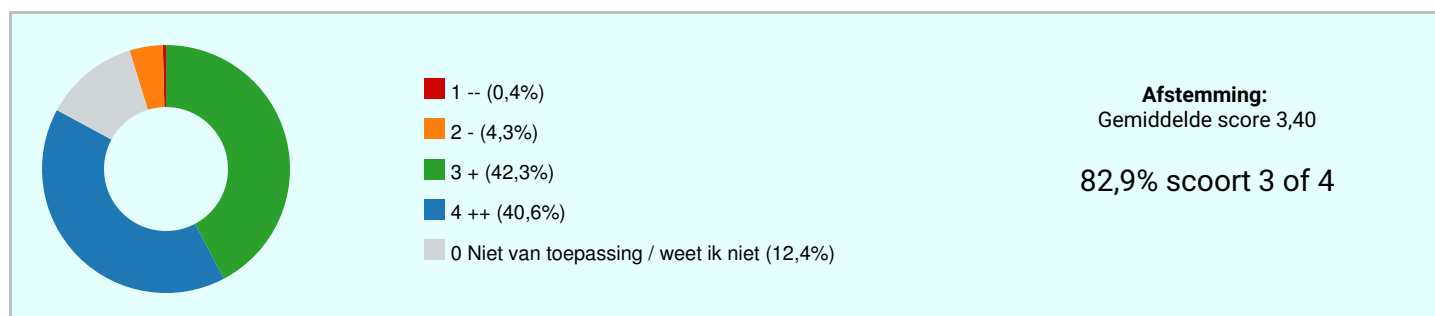 1 -- (0,4%)
2 - (4,3%)
3 + (42,3%)
4 ++ (40,6%)
0 Niet van toepassing / weet ik niet (12,4%)
Afstemming:
Gemiddelde score 3,40
82,9% scoort 3 of 4